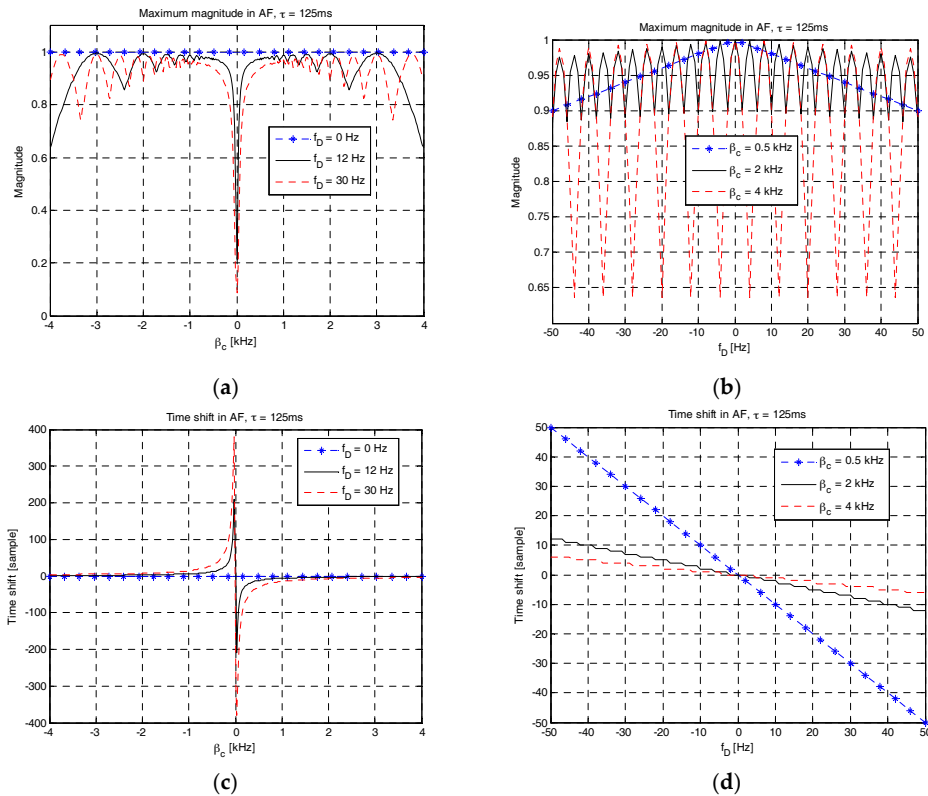 Maximum magnitude in AF, τ = 125ms
Magnitude
1
0.8
0.6
0.4
0.2
0
f_D = 0 Hz
f_D = 12 Hz
f_D = 30 Hz
-4 -3 -2 -1 0 1 2 3 4
β_c [kHz]
(a)
Maximum magnitude in AF, τ = 125ms
Magnitude
1
0.95
0.9
0.85
0.8
0.75
0.7
0.65
β_c = 0.5 kHz
β_c = 2 kHz
β_c = 4 kHz
-50 -40 -30 -20 -10 0 10 20 30 40 50
f_D [Hz]
(b)
Time shift in AF, τ = 125ms
Time shift [sample]
400
300
200
100
0
-100
-200
-300
-400
f_D = 0 Hz
f_D = 12 Hz
f_D = 30 Hz
-4 -3 -2 -1 0 1 2 3 4
β_c [kHz]
(c)
Time shift in AF, τ = 125ms
Time shift [sample]
50
40
30
20
10
0
-10
-20
-30
-40
-50
β_c = 0.5 kHz
β_c = 2 kHz
β_c = 4 kHz
-50 -40 -30 -20 -10 0 10 20 30 40 50
f_D [Hz]
(d)